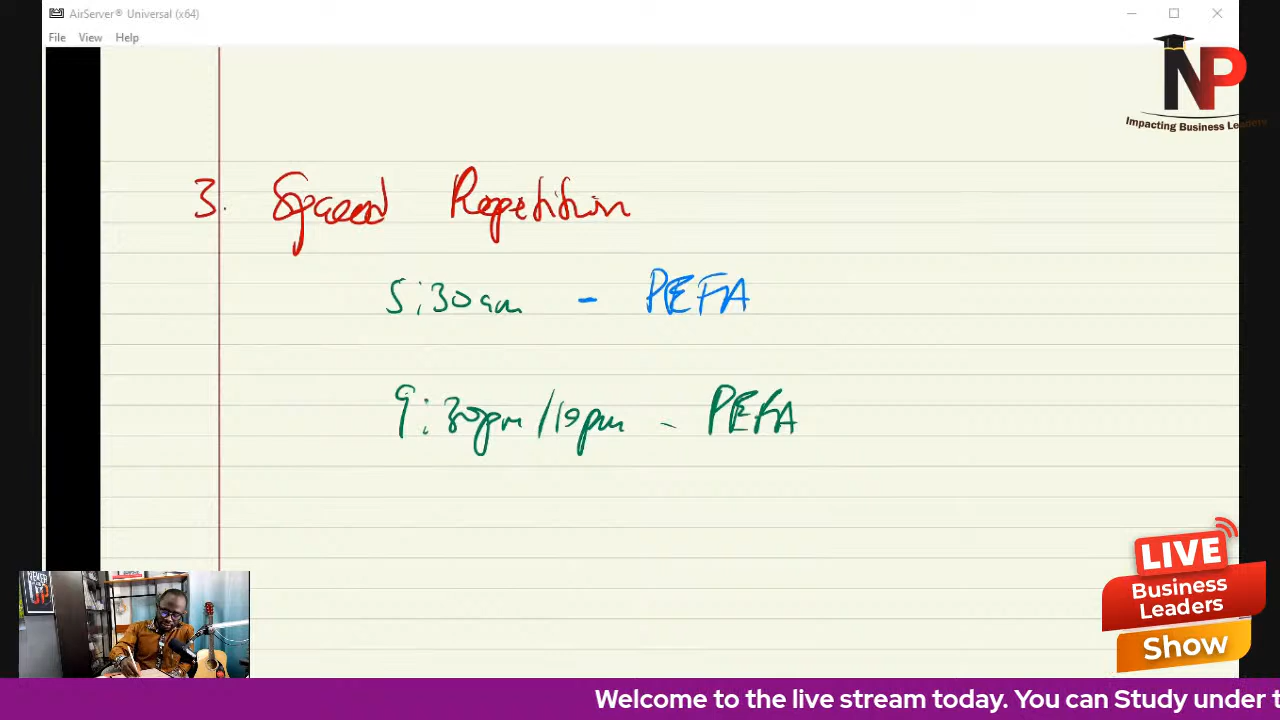 AirServer® Universal (x64)
File View Help
NP
Impacting Business Leaders
3. Spaced Repetition
5:30am - PEFA
9:30pm/10pm - PEFA
LIVE
Business
Leaders
Show
Welcome to the live stream today. You can Study under t